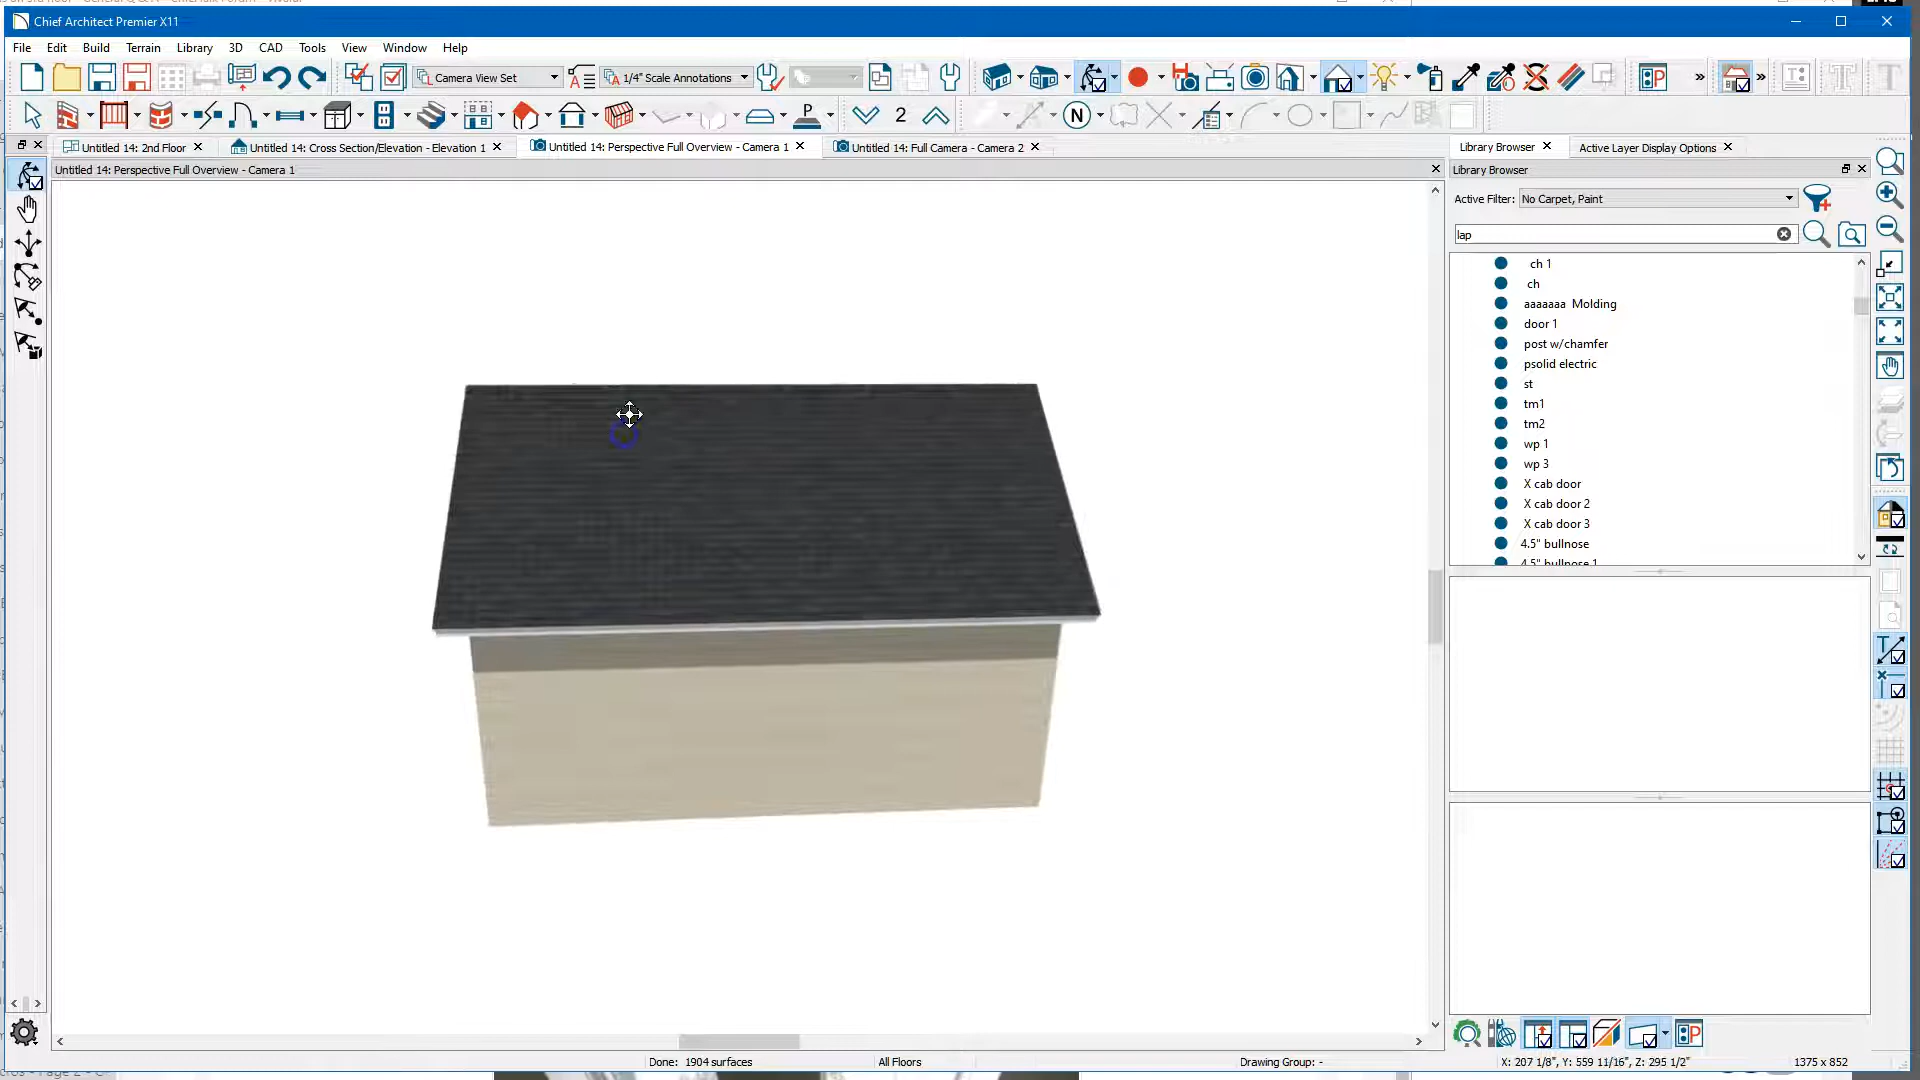 Chief Architect Premier X11
File Edit Build Terrain Library 3D CAD Tools View Window Help
Camera View Set
1/4" Scale Annotations
P
2
N
Untitled 14: 2nd Floor
Untitled 14: Cross Section/Elevation - Elevation 1
Untitled 14: Perspective Full Overview - Camera 1
Untitled 14: Full Camera - Camera 2
Library Browser
Active Layer Display Options
Untitled 14: Perspective Full Overview - Camera 1
Library Browser
Active Filter: No Carpet, Paint
lap
ch 1
ch
aaaaaaa Molding
door 1
post w/chamfer
psolid electric
st
tm1
tm2
wp 1
wp 3
X cab door
X cab door 2
X cab door 3
4.5" bullnose
4.5" bullnose 1
Done: 1904 surfaces
All Floors
Drawing Group: -
X: 207 1/8", Y: 559 11/16", Z: 295 1/2"
1375 x 852